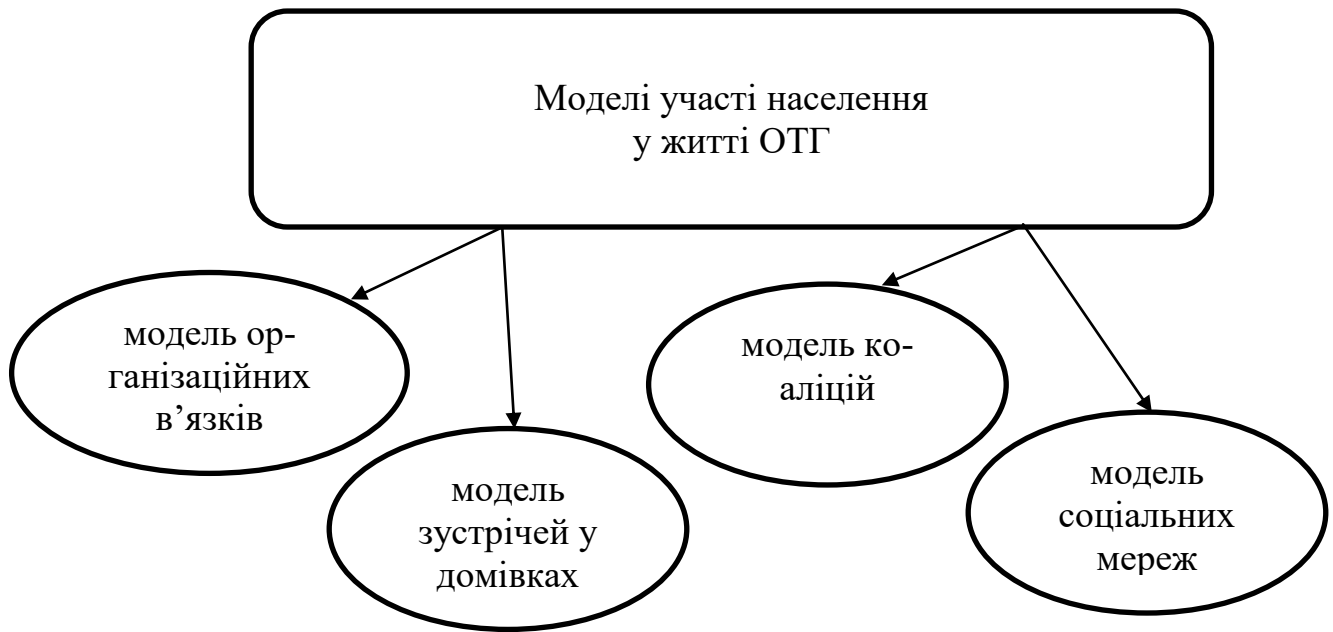 Моделі участі населення
у житті ОТГ
модель ор-
ганізаційних
в’язків
модель
зустрічей у
домівках
модель ко-
аліцій
модель
соціальних
мереж